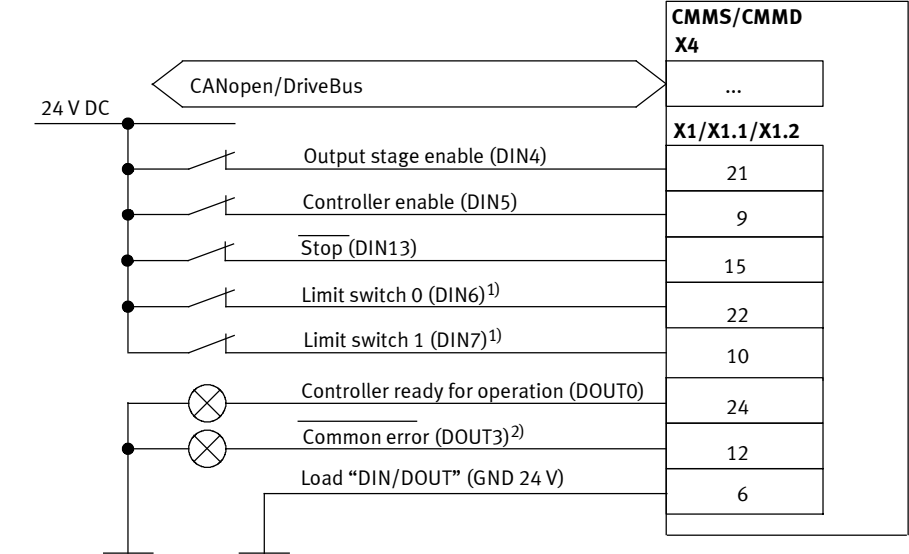 CMMS/CMMD
X4
CANopen/DriveBus
...
24 V DC
X1/X1.1/X1.2
Output stage enable (DIN4)
21
Controller enable (DIN5)
9
Stop (DIN13)
15
Limit switch 0 (DIN6)1)
22
Limit switch 1 (DIN7)1)
10
Controller ready for operation (DOUT0)
24
Common error (DOUT3)2)
12
Load “DIN/DOUT” (GND 24 V)
6